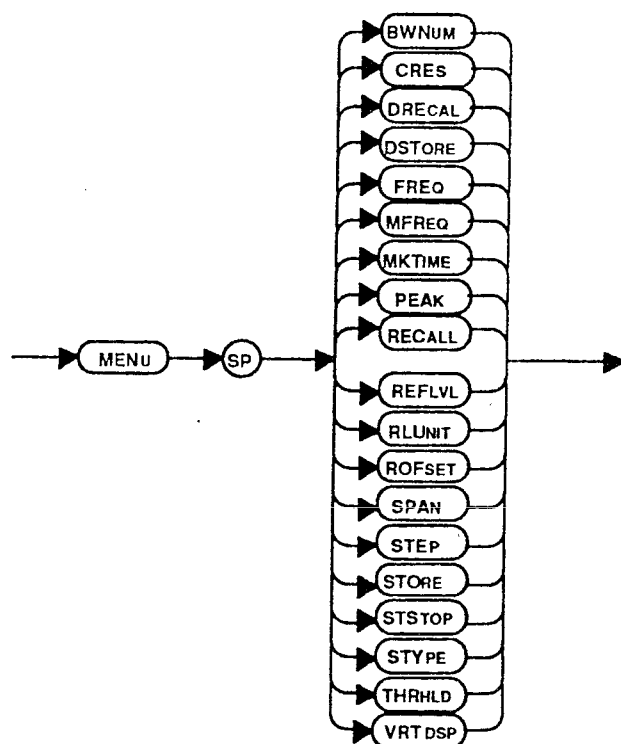 BWNUM
CRES
DRECAL
DSTORE
FREQ
MFREQ
MKTIME
PEAK
RECALL
MENU SP
REFLVL
RLUNIT
ROFSET
SPAN
STEP
STORE
STSTOP
STYPE
THRHLD
VRTDSP